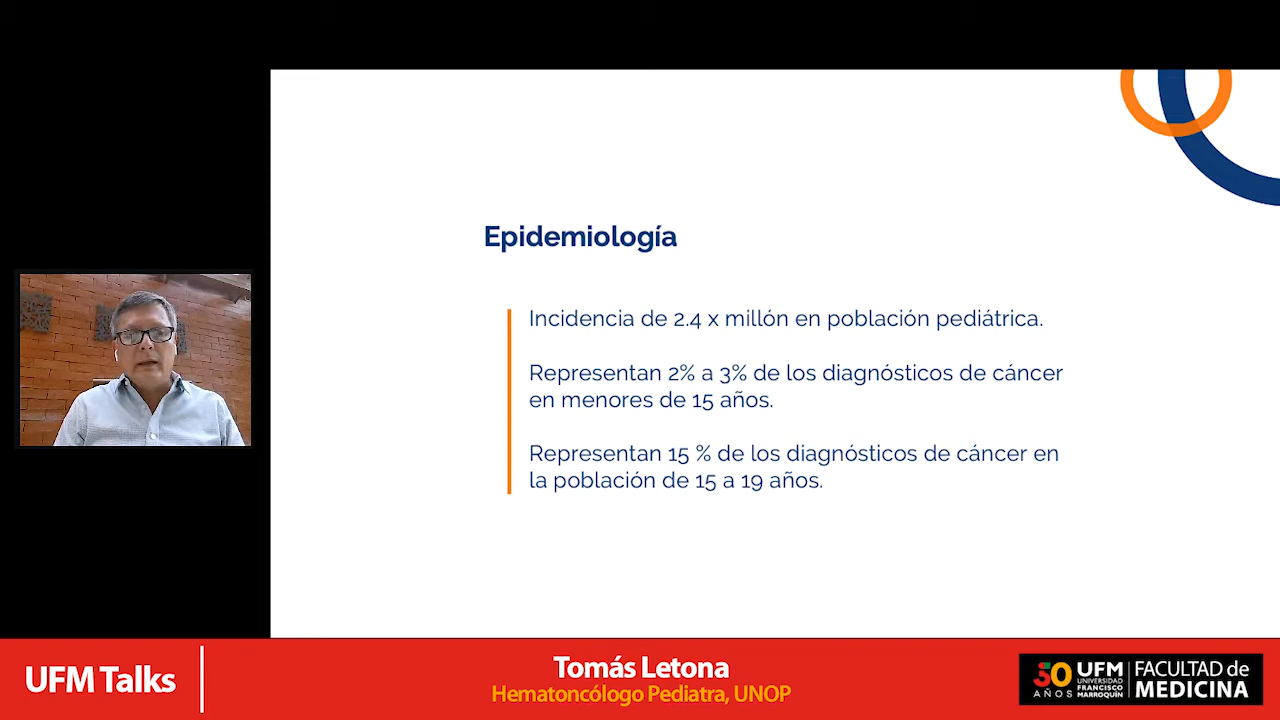 Epidemiología
Incidencia de 2.4 x millón en población pediátrica.
Representan 2% a 3% de los diagnósticos de cáncer
en menores de 15 años.
Representan 15 % de los diagnósticos de cáncer en
la población de 15 a 19 años.
UFM Talks
Tomás Letona
Hematoncólogo Pediatra, UNOP
50
AÑOS
UFM
UNIVERSIDAD
FRANCISCO
MARROQUÍN
FACULTAD de
MEDICINA